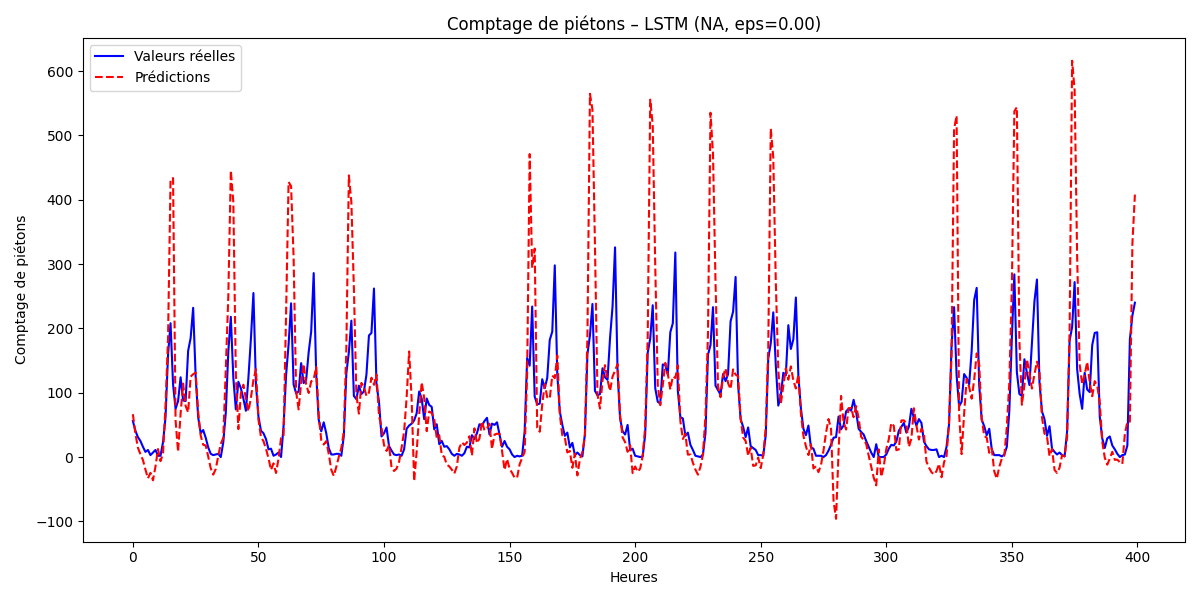 Comptage de piétons – LSTM (NA, eps=0.00)
Valeurs réelles
Prédictions
Comptage de piétons
600
500
400
300
200
100
0
−100
0 50 100 150 200 250 300 350 400
Heures